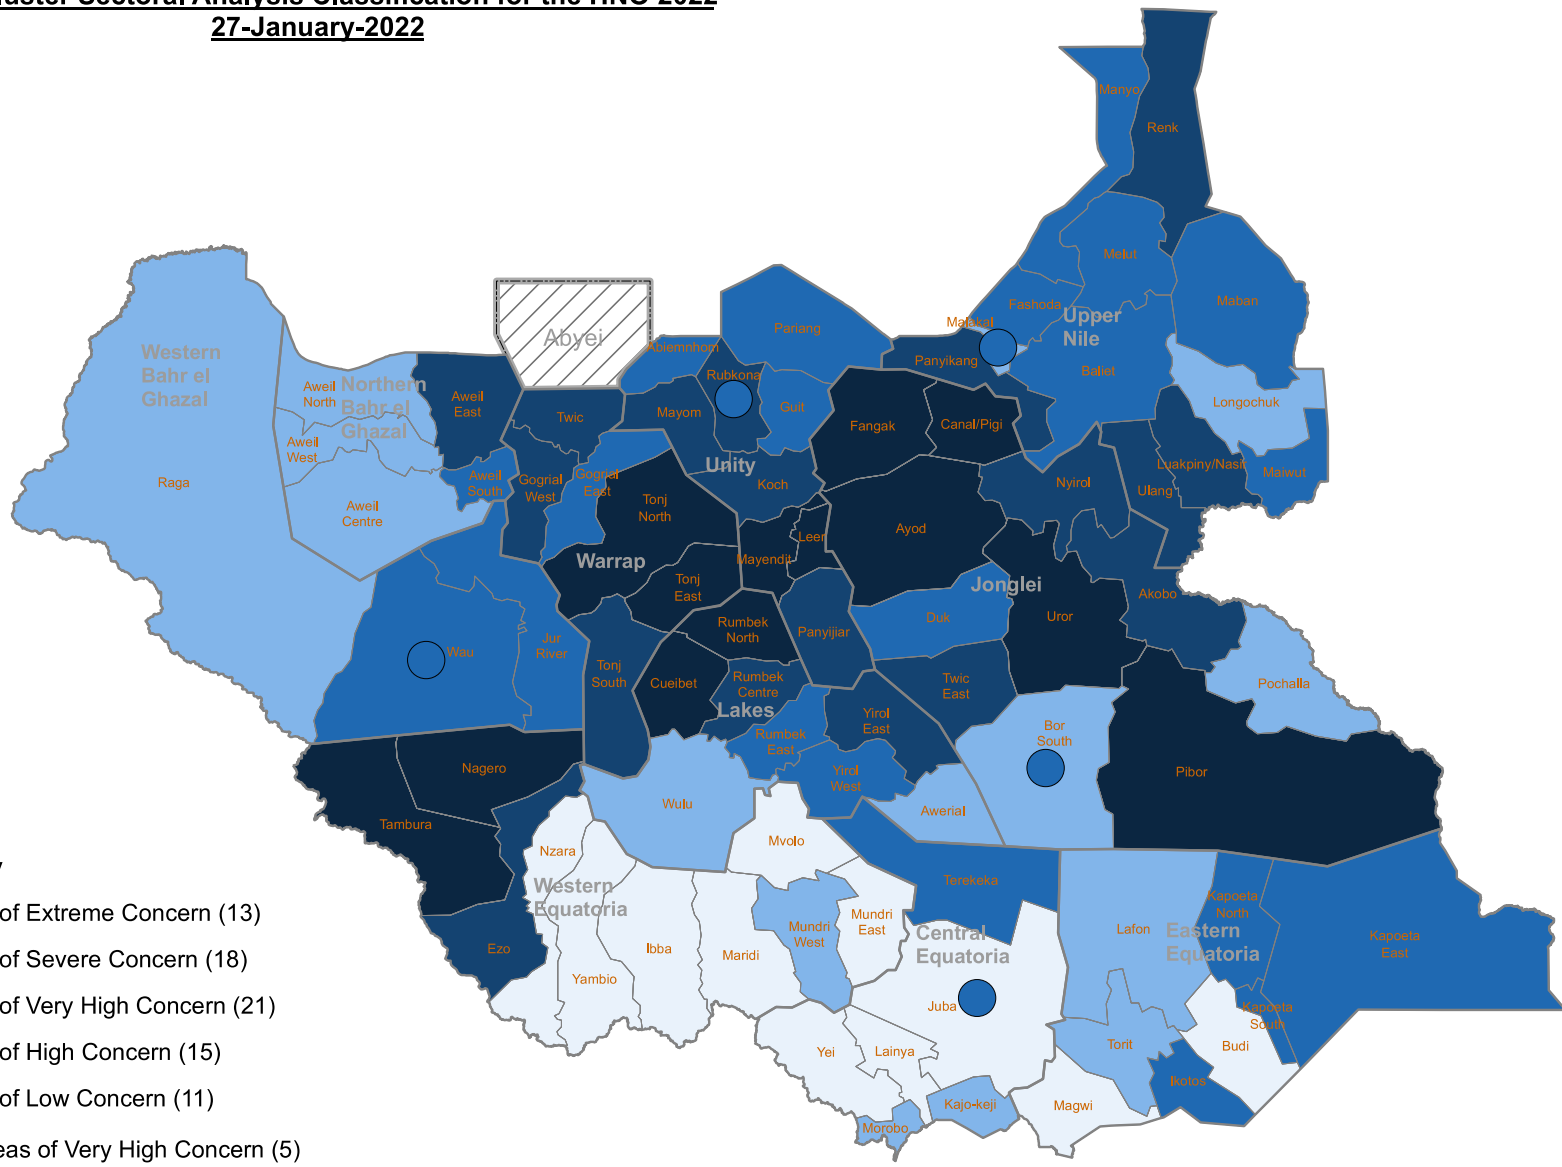 Cluster Sectoral Analysis Classification for the HNO 2022
27-January-2022
Manyo
Renk
Melut
Maban
Fashoda
Upper
Nile
Malakal
Panyikang
Baliet
Longochuk
Luakpiny/Nasir
Maiwut
Ulang
Nyirol
Abyei
Pariang
Abiemnhom
Rubkona
Guit
Mayom
Unity
Koch
Mayendit
Leer
Panyijiar
Fangak
Canal/Pigi
Ayod
Jonglei
Duk
Uror
Akobo
Twic
East
Pochalla
Bor
South
Pibor
Western
Bahr el
Ghazal
Raga
Wau
Jur
River
Northern
Bahr el
Ghazal
Aweil
North
Aweil
West
Aweil
Centre
Aweil
East
Aweil
South
Twic
Gogrial
West
Gogrial
East
Tonj
North
Warrap
Tonj
East
Tonj
South
Rumbek
North
Cueibet
Rumbek
Centre
Lakes
Rumbek
East
Yirol
East
Yirol
West
Wulu
Awerial
Nagero
Tambura
Ezo
Nzara
Western
Equatoria
Yambio
Ibba
Maridi
Mvolo
Mundri
West
Mundri
East
Terekeka
Central
Equatoria
Juba
Yei
Lainya
Morobo
Kajo-keji
Lafon
Eastern
Equatoria
Kapoeta
North
Kapoeta
East
Kapoeta
South
Budi
Torit
Ikotos
Magwi
of Extreme Concern (13)
of Severe Concern (18)
of Very High Concern (21)
of High Concern (15)
of Low Concern (11)
eas of Very High Concern (5)